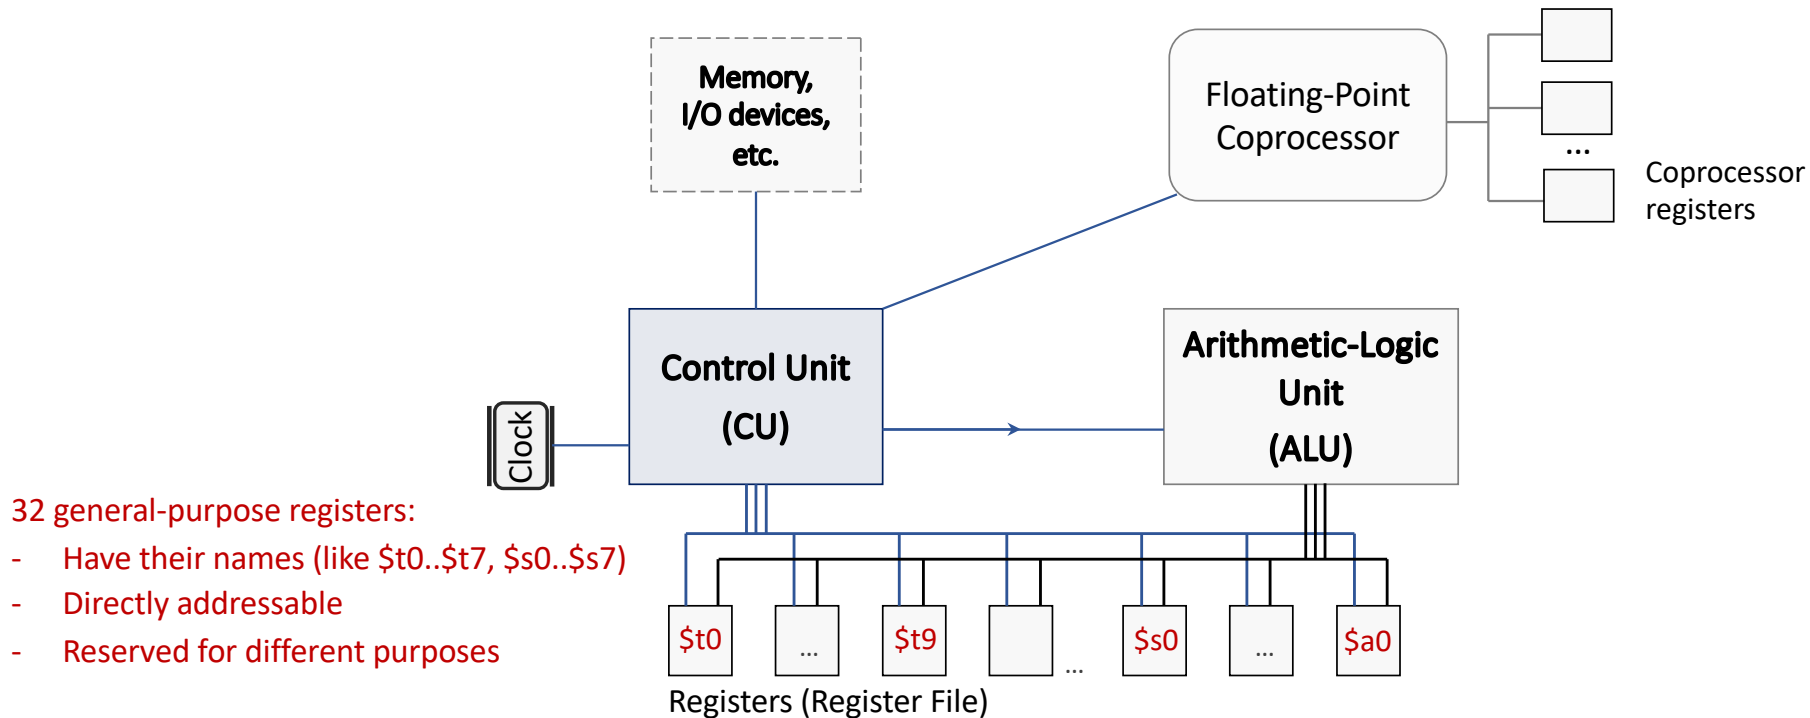 Memory,
I/O devices,
etc.
Floating-Point
Coprocessor
...
Coprocessor
registers
Control Unit
(CU)
Arithmetic-Logic
Unit
(ALU)
Clock
32 general-purpose registers:
- Have their names (like $t0..$t7, $s0..$s7)
- Directly addressable
- Reserved for different purposes
$t0 ... $t9 ... $s0 ... $a0
Registers (Register File)